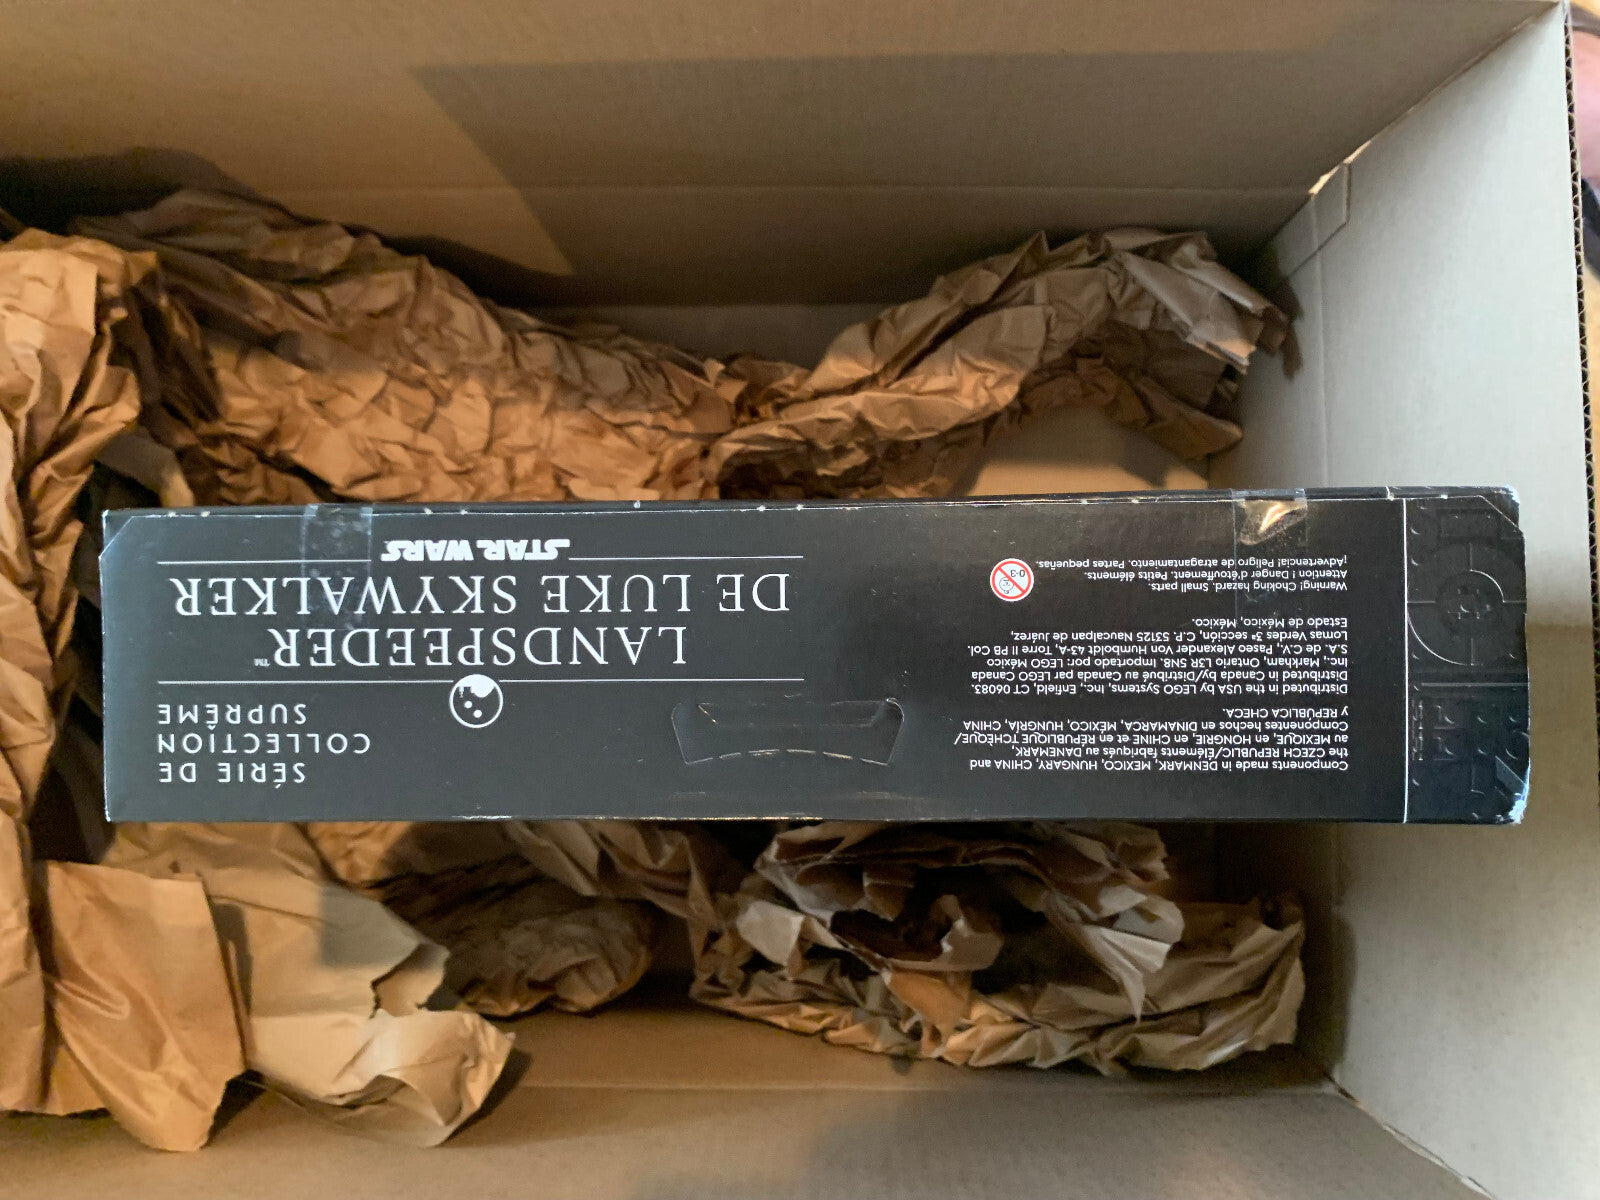 SÉRIE DE
COLLECTION
SUPRÊME
LANDSPEEDER™
DE LUKE SKYWALKER
STAR WARS
Components made in DENMARK, MEXICO, HUNGARY, CHINA and
the CZECH REPUBLIC/Éléments fabriqués au DANEMARK,
au MEXIQUE, en HONGRIE, en CHINE et en RÉPUBLIQUE TCHÈQUE/
Componentes hechos en DINAMARCA, MÉXICO, HUNGRÍA, CHINA
y REPÚBLICA CHECA.
Distributed in the USA by LEGO Systems, Inc., Enfield, CT 06083.
Distributed in Canada by/Distribué au Canada par LEGO Canada
Inc., Markham, Ontario L3R 5N8. Importado por: LEGO México
S.A. de C.V., Paseo Alexander Von Humboldt 43-A, Torre II PB Col.
Lomas Verdes 3ª sección, C.P. 53125 Naucalpan de Juárez,
Estado de México, México.
Warning! Choking hazard. Small parts.
Attention ! Danger d'étouffement. Petits éléments.
¡Advertencia! Peligro de atragantamiento. Partes pequeñas.
0-3